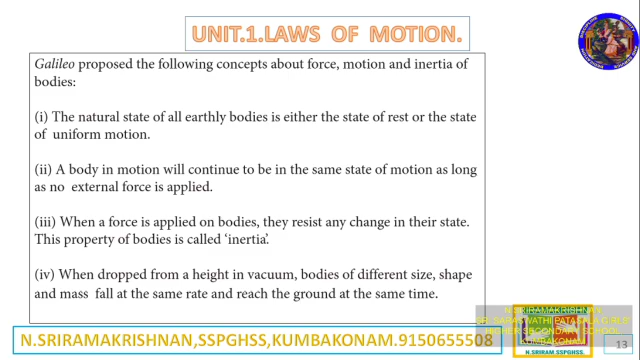 UNIT.1.LAWS OF MOTION.
Galileo proposed the following concepts about force, motion and inertia of
bodies:
(i) The natural state of all earthly bodies is either the state of rest or the state
of uniform motion.
(ii) A body in motion will continue to be in the same state of motion as long
as no external force is applied.
(iii) When a force is applied on bodies, they resist any change in their state.
This property of bodies is called ‘inertia’.
(iv) When dropped from a height in vacuum, bodies of different size, shape
and mass fall at the same rate and reach the ground at the same time.
N.SRIRAMAKRISHNAN
SRI. SARASWATHI PATASALA GIRLS
HIGHER SECONDARY SCHOOL
KUMBAKONAM
N.SRIRAMAKRISHNAN,SSPGHSS,KUMBAKONAM.9150655508
N.SRIRAM. SSPGHSS.
13